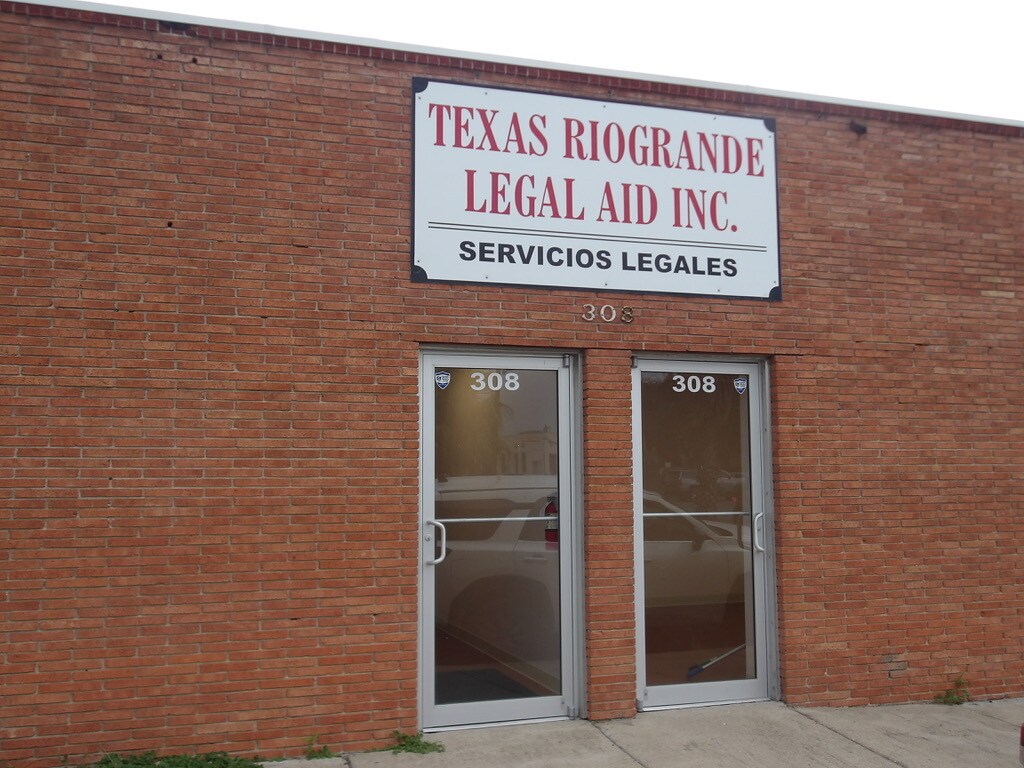 TEXAS RIOGRANDE
LEGAL AID INC.
SERVICIOS LEGALES
308
308
308